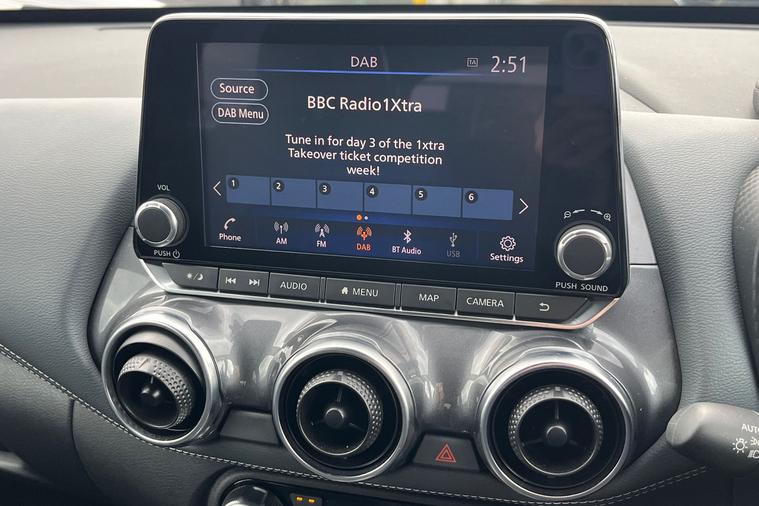 DAB
TA
2:51
Source
BBC Radio1Xtra
DAB Menu
Tune in for day 3 of the 1xtra
Takeover ticket competition
week!
1 2 3 4 5 6
Phone
AM
FM
DAB
BT Audio
USB
Settings
VOL
PUSH
PUSH SOUND
AUDIO
MENU
MAP
CAMERA
AUTO